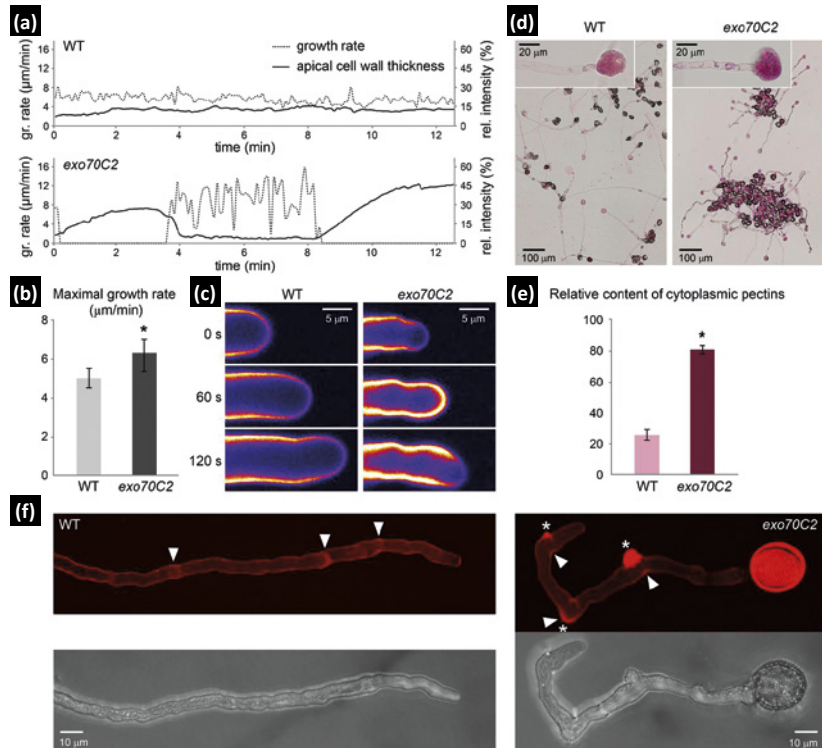 (a)
WT
growth rate
apical cell wall thickness
gr. rate (µm/min)
16
12
8
4
0
rel. intensity (%)
60
45
30
15
0
0 2 4 6 8 10 12
time (min)
exo70C2
gr. rate (µm/min)
16
12
8
4
0
rel. intensity (%)
60
45
30
15
0
0 2 4 6 8 10 12
time (min)
(d)
WT
exo70C2
20 µm
20 µm
100 µm
100 µm
(b)
Maximal growth rate
(µm/min)
8
6
4
2
0
*
WT
exo70C2
(c)
WT
exo70C2
5 µm
5 µm
0 s
60 s
120 s
(e)
Relative content of cytoplasmic pectins
100
80
60
40
20
0
*
WT
exo70C2
(f)
WT
10 µm
exo70C2
*
*
*
10 µm